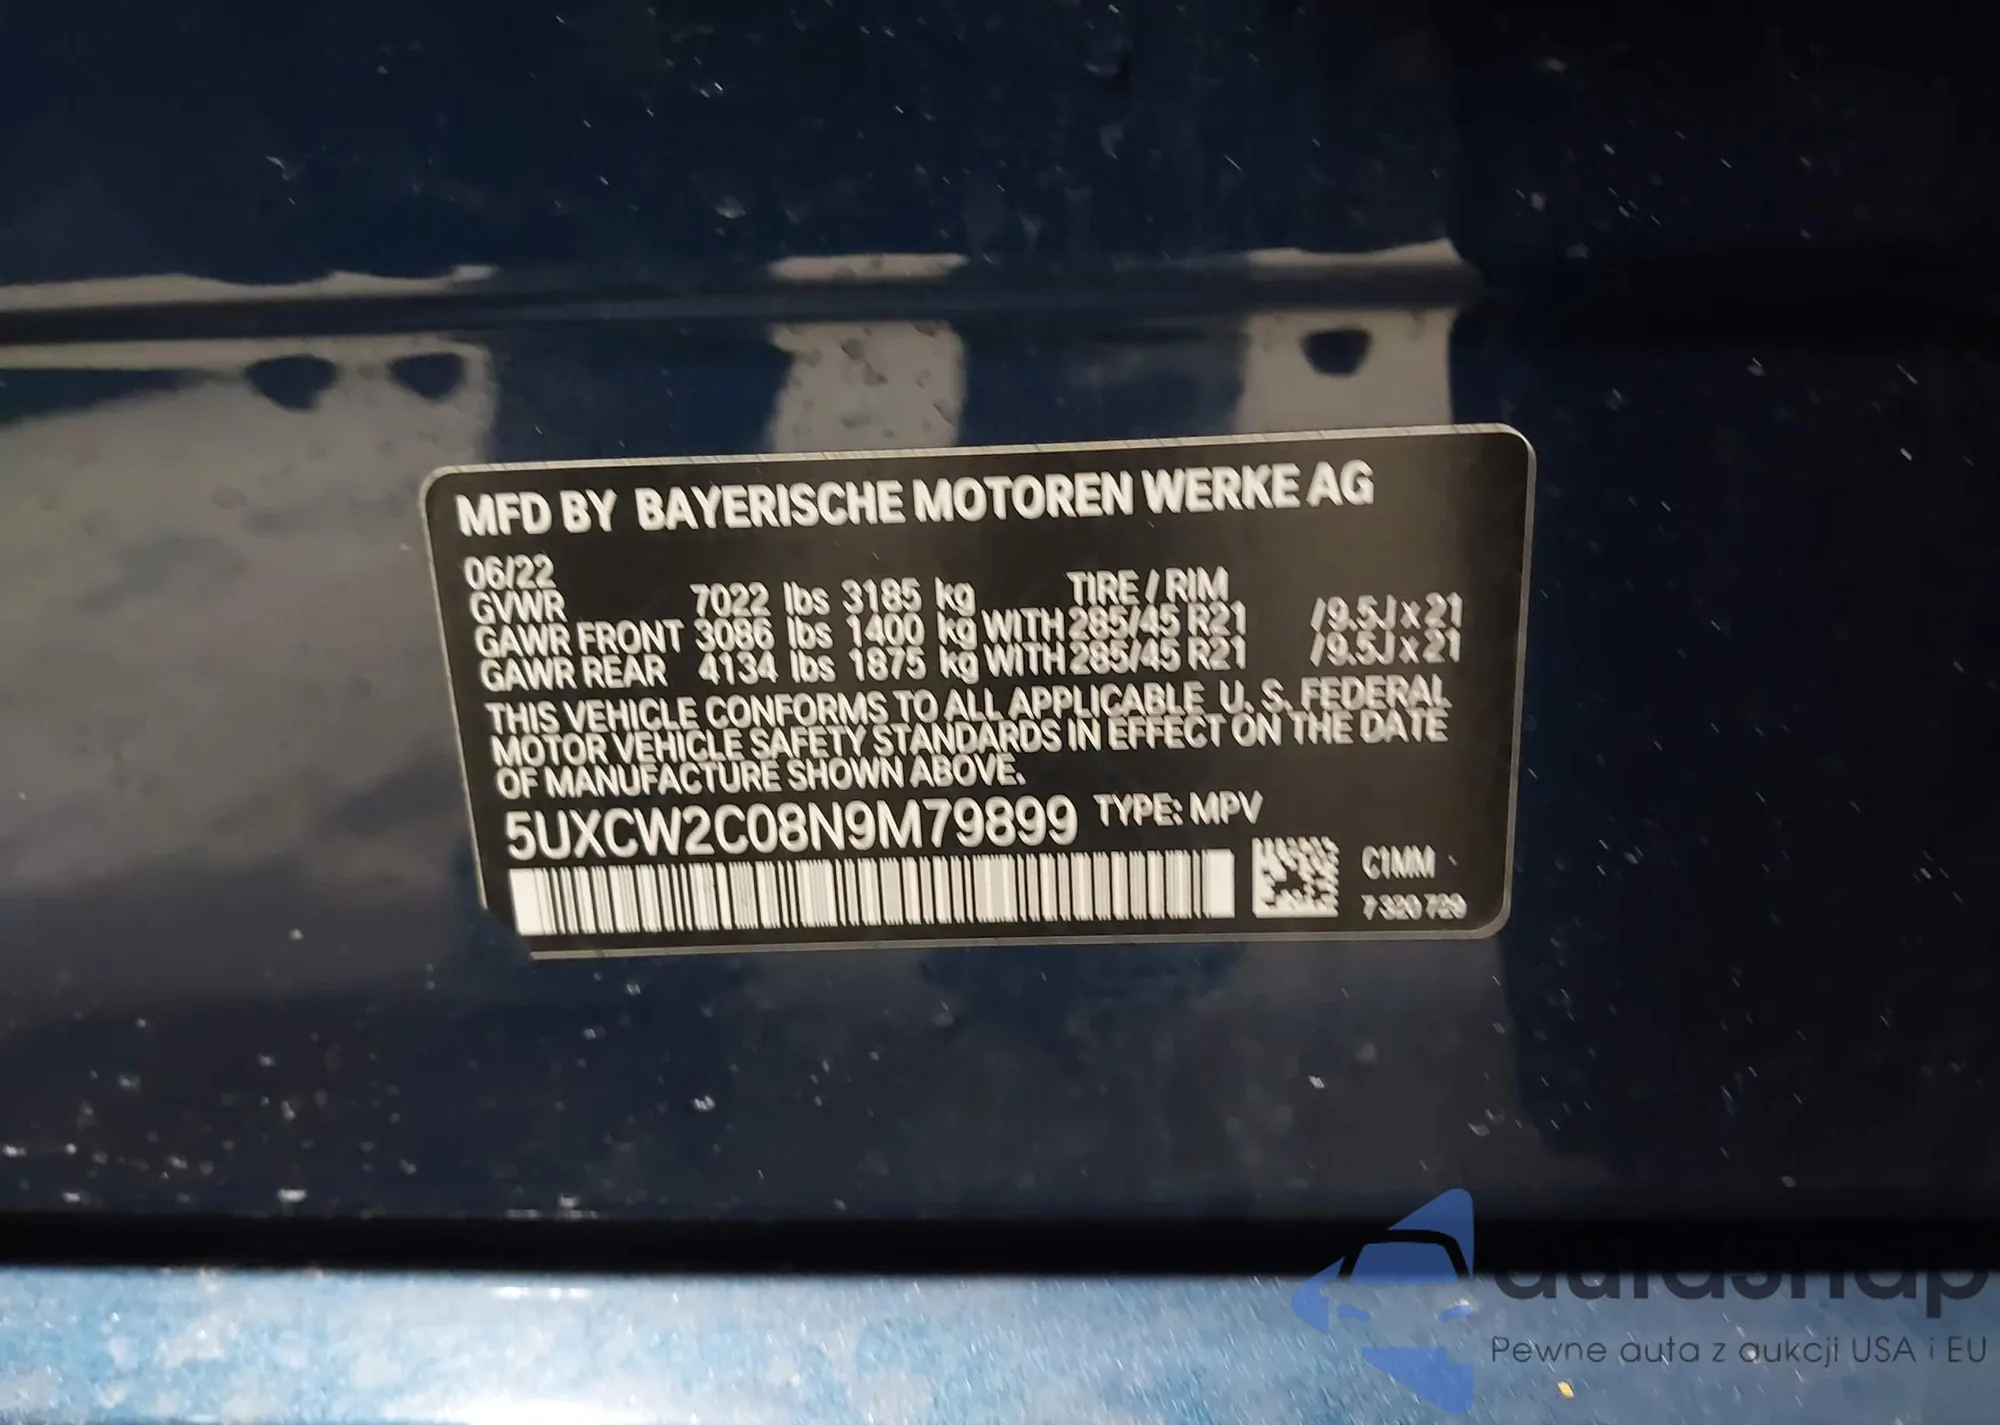 MFD BY BAYERISCHE MOTOREN WERKE AG
06/22
GVWR 7022 lbs 3185 kg TIRE / RIM
GAWR FRONT 3086 lbs 1400 kg WITH 285/45 R21 /9.5J x 21
GAWR REAR 4134 lbs 1875 kg WITH 285/45 R21 /9.5J x 21
THIS VEHICLE CONFORMS TO ALL APPLICABLE U. S. FEDERAL
MOTOR VEHICLE SAFETY STANDARDS IN EFFECT ON THE DATE
OF MANUFACTURE SHOWN ABOVE.
5UXCW2C08N9M79899 TYPE: MPV
C1MM
7 320 729
Pewne auta z aukcji USA i EU